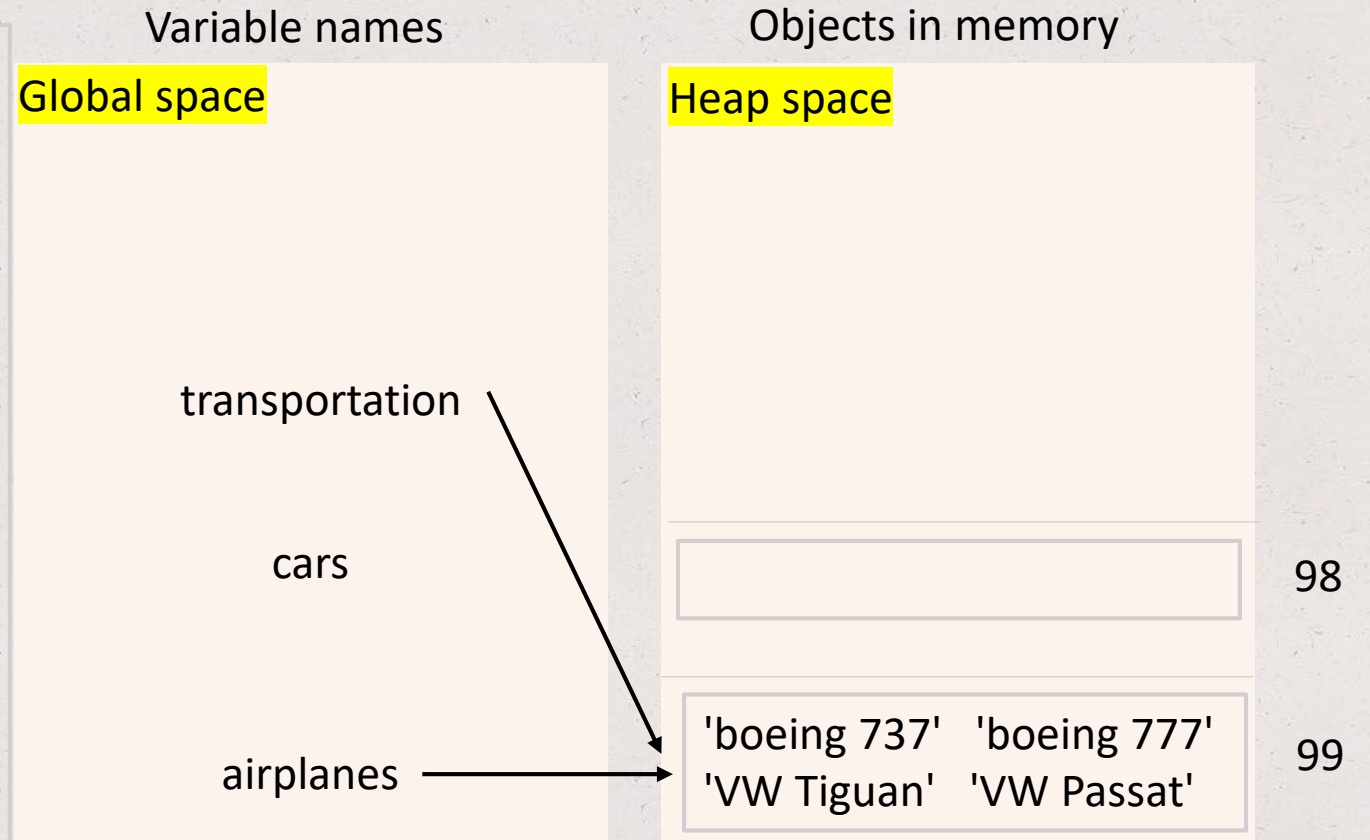 Variable names
Objects in memory
Global space
Heap space
transportation
cars
98
airplanes
'boeing 737' 'boeing 777'
'VW Tiguan' 'VW Passat'
99